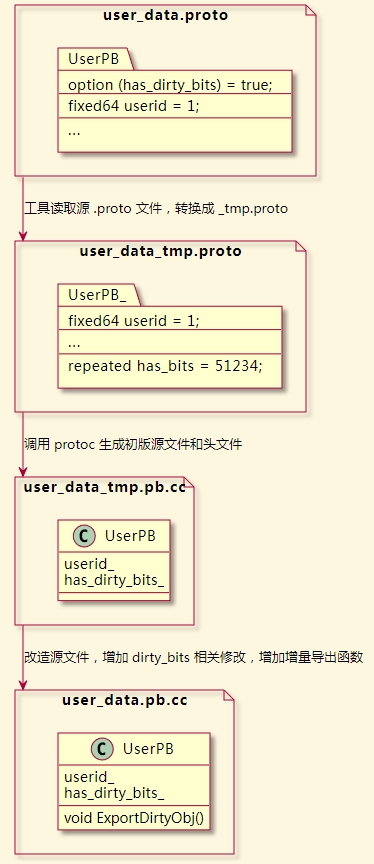 user_data.proto
UserPB
option (has_dirty_bits) = true;
fixed64 userid = 1;
...
工具读取源 .proto 文件，转换成 _tmp.proto
user_data_tmp.proto
UserPB_
fixed64 userid = 1;
...
repeated has_bits = 51234;
调用 protoc 生成初版源文件和头文件
user_data_tmp.pb.cc
C UserPB
userid_
has_dirty_bits_
改造源文件，增加 dirty_bits 相关修改，增加增量导出函数
user_data.pb.cc
C UserPB
userid_
has_dirty_bits_
void ExportDirtyObj()